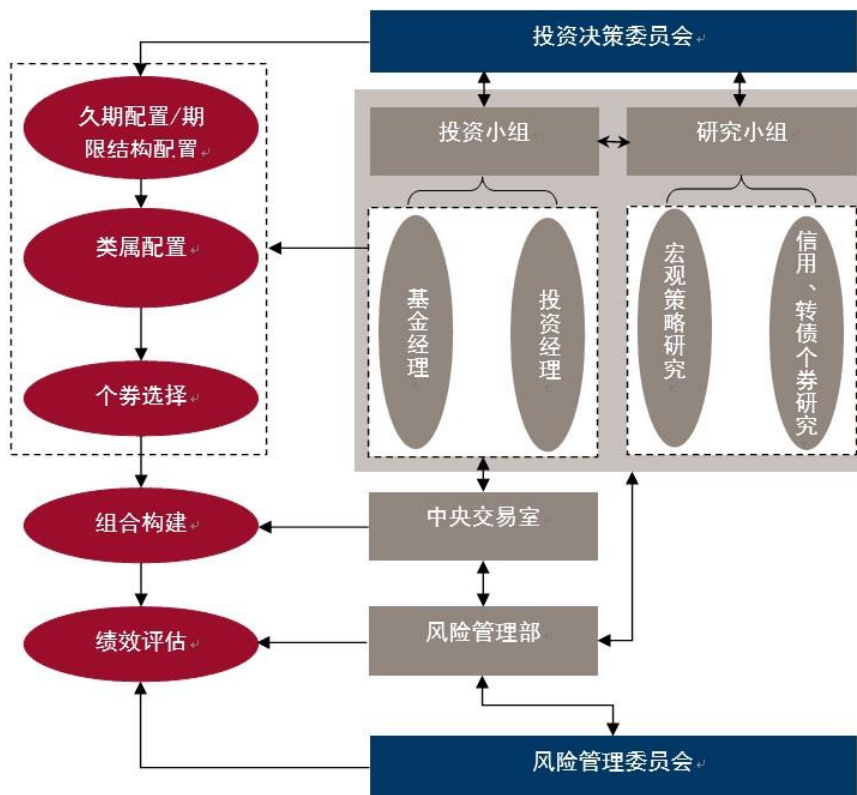 投资决策委员会
久期配置/期
限结构配置
投资小组
研究小组
类属配置
基金经理
投资经理
宏观策略研究
信用、转债个券研究
个券选择
组合构建
中央交易室
绩效评估
风险管理部
风险管理委员会